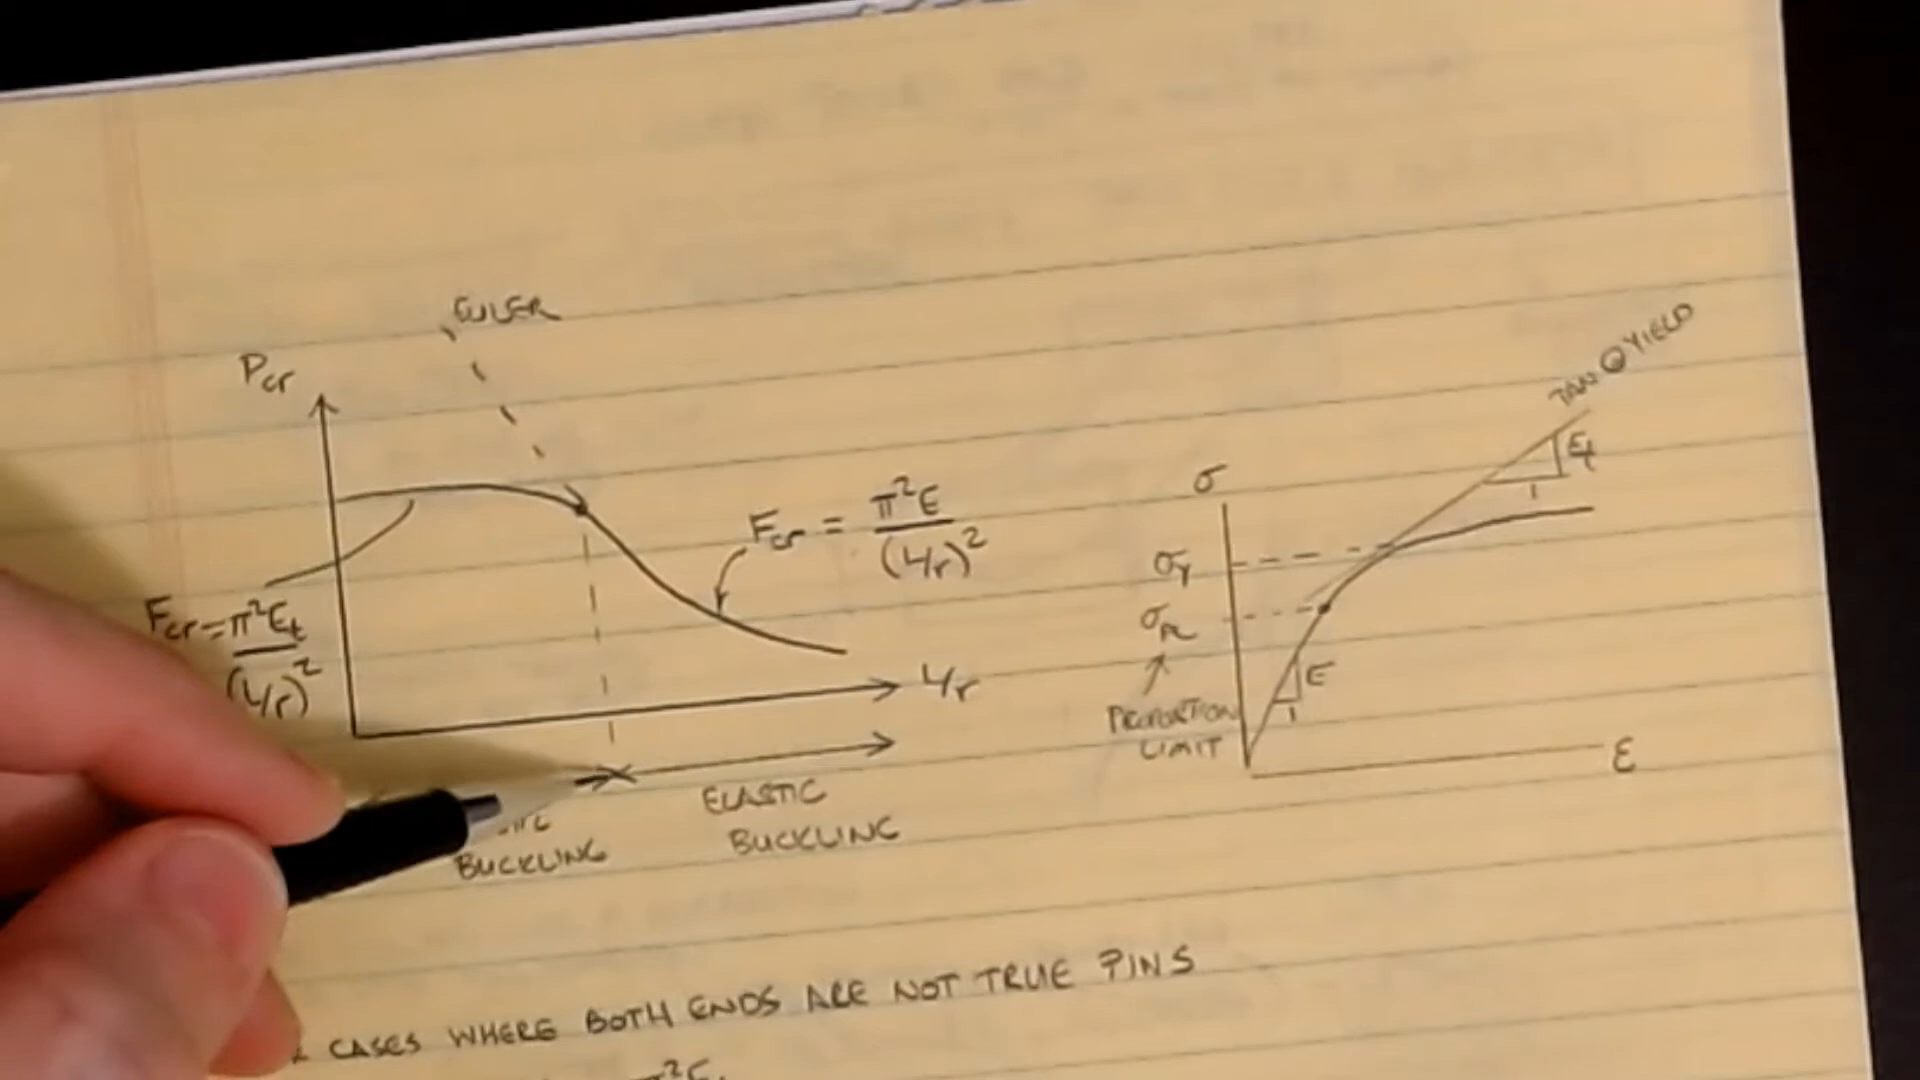 EULER
Pcr
Fcr = π²E / (L/r)²
Fcr = π²Et / (L/r)²
L/r
ELASTIC
BUCKLING
BUCKLING
TAN @ YIELD
Et
1
σ
σy
σPL
E
1
PROPORTION
LIMIT
ε
CASES WHERE BOTH ENDS ARE NOT TRUE PINS